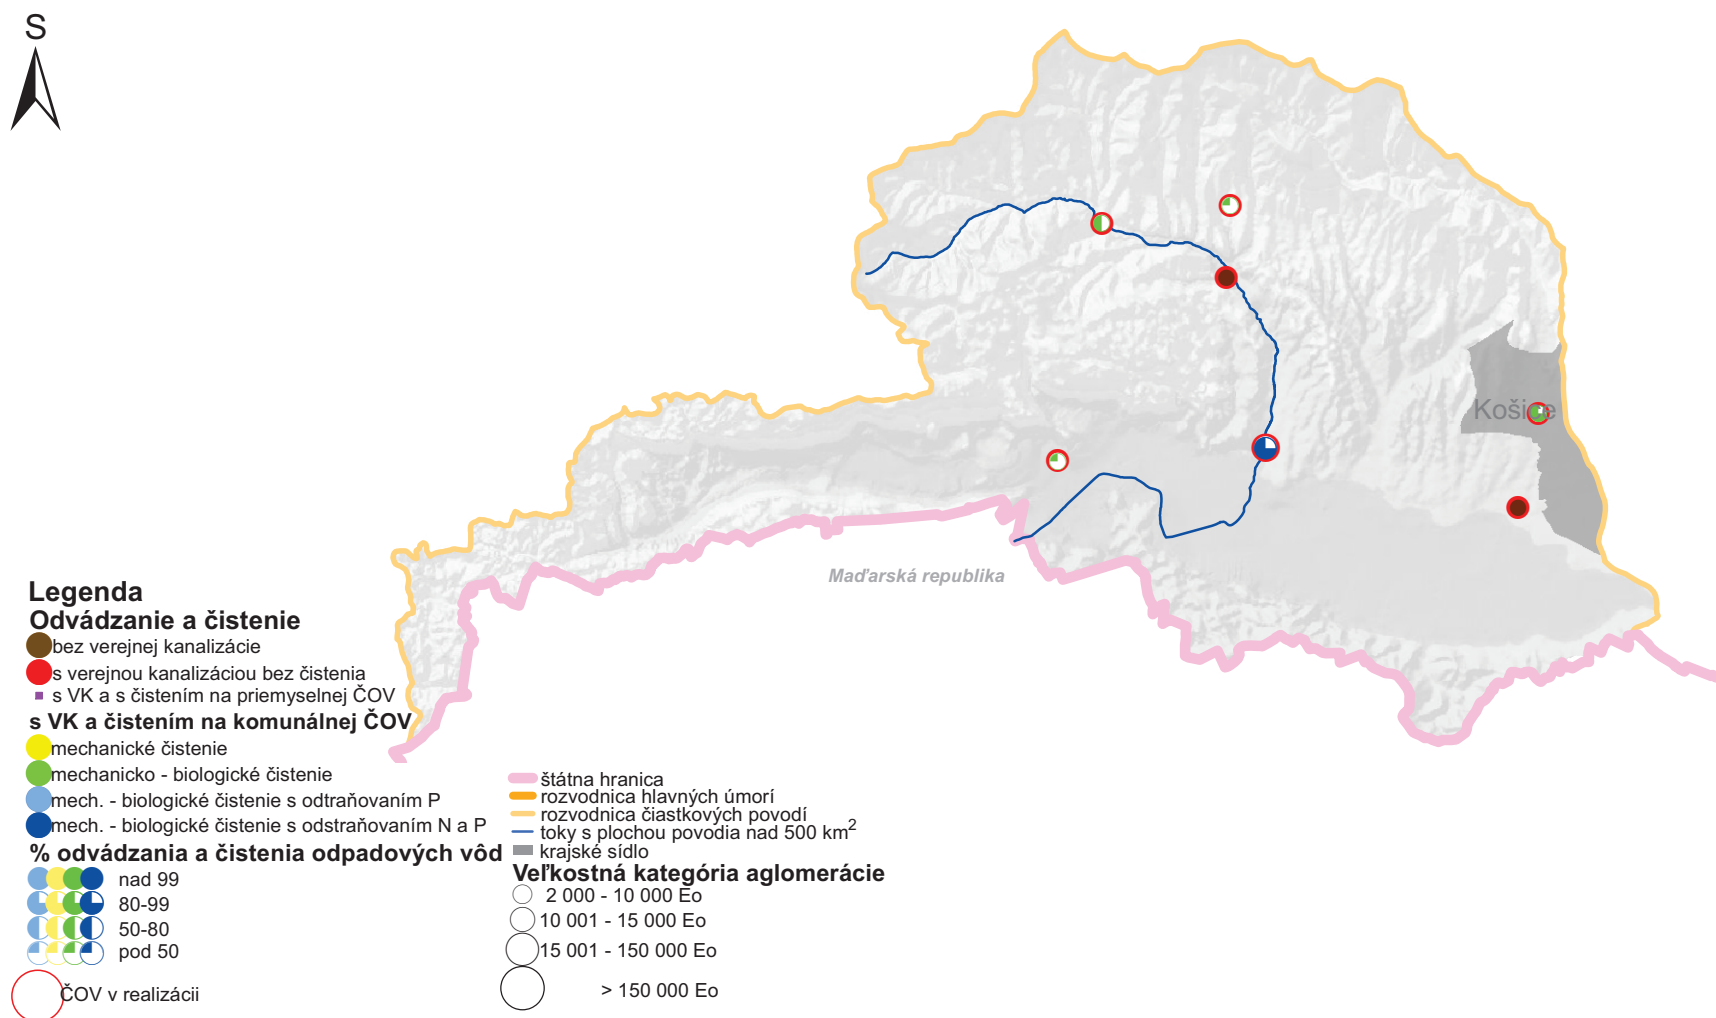 S
Košice
Maďarská republika
Legenda
Odvádzanie a čistenie
bez verejnej kanalizácie
s verejnou kanalizáciou bez čistenia
s VK a s čistením na priemyselnej ČOV
s VK a čistením na komunálnej ČOV
mechanické čistenie
mechanicko - biologické čistenie
mech. - biologické čistenie s odtraňovaním P
mech. - biologické čistenie s odstraňovaním N a P
% odvádzania a čistenia odpadových vôd
nad 99
80-99
50-80
pod 50
ČOV v realizácii
štátna hranica
rozvodnica hlavných úmorí
rozvodnica čiastkových povodí
toky s plochou povodia nad 500 km²
krajské sídlo
Veľkostná kategória aglomerácie
2 000 - 10 000 Eo
10 001 - 15 000 Eo
15 001 - 150 000 Eo
> 150 000 Eo